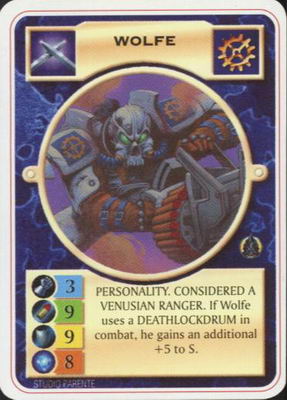 WOLFE
3
9
9
8
PERSONALITY. CONSIDERED A
VENUSIAN RANGER. If Wolfe
uses a DEATHLOCKDRUM in
combat, he gains an additional
+5 to S.
STUDIO PARENTE